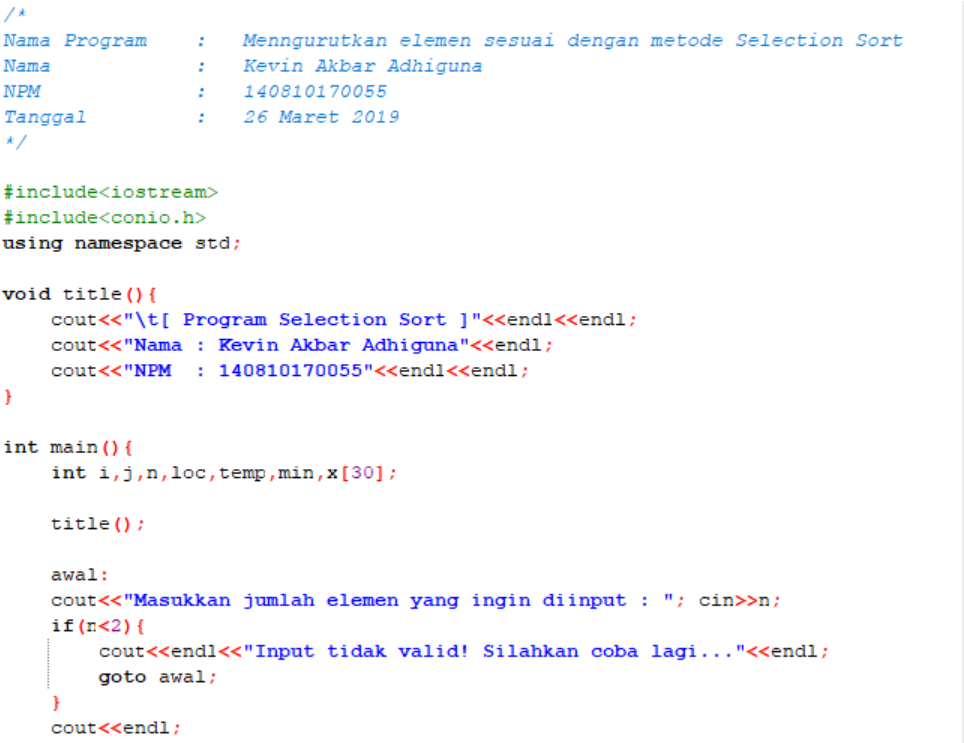 /*
Nama Program    :   Menngurutkan elemen sesuai dengan metode Selection Sort
Nama            :   Kevin Akbar Adhiguna
NPM             :   140810170055
Tanggal         :   26 Maret 2019
*/

#include<iostream>
#include<conio.h>
using namespace std;

void title(){
    cout<<"\t[ Program Selection Sort ]"<<endl<<endl;
    cout<<"Nama : Kevin Akbar Adhiguna"<<endl;
    cout<<"NPM  : 140810170055"<<endl<<endl;
}

int main(){
    int i,j,n,loc,temp,min,x[30];

    title();

    awal:
    cout<<"Masukkan jumlah elemen yang ingin diinput : "; cin>>n;
    if(n<2){
        cout<<endl<<"Input tidak valid! Silahkan coba lagi..."<<endl;
        goto awal;
    }
    cout<<endl;